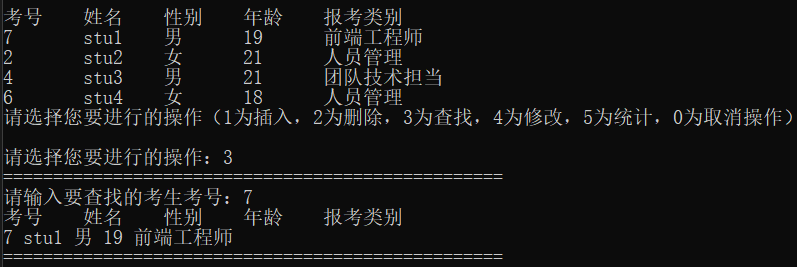 考号 姓名 性别 年龄 报考类别
7 stu1 男 19 前端工程师
2 stu2 女 21 人员管理
4 stu3 男 21 团队技术担当
6 stu4 女 18 人员管理
请选择您要进行的操作（1为插入，2为删除，3为查找，4为修改，5为统计，0为取消操作）
请选择您要进行的操作：3
==================================================
请输入要查找的考生考号：7
考号 姓名 性别 年龄 报考类别
7 stu1 男 19 前端工程师
==================================================